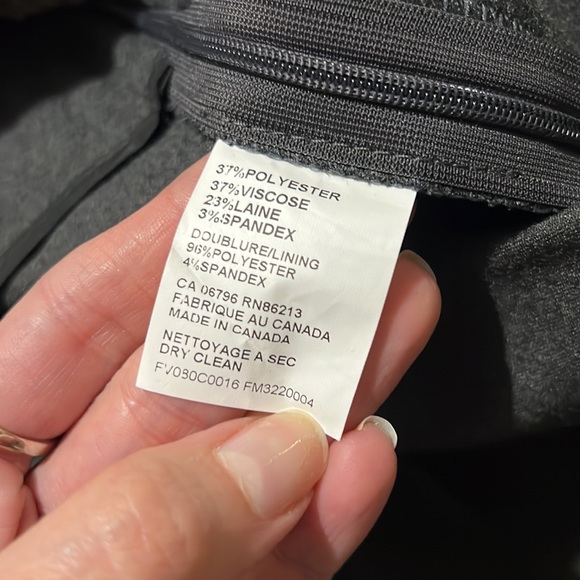 37%POLYESTER
37%VISCOSE
23%LAINE
3%SPANDEX
DOUBLURE/LINING
96%POLYESTER
4%SPANDEX
CA 06796 RN86213
FABRIQUE AU CANADA
MADE IN CANADA
NETTOYAGE A SEC
DRY CLEAN
FV080C0016 FM3220004